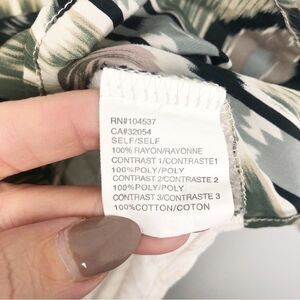 RN#104537
CA#32054
SELF/SELF
100% RAYON/RAYONNE
CONTRAST 1/CONTRASTE1
100%POLY/POLY
CONTRAST 2/CONTRASTE 2
100%POLY/POLY
CONTRAST 3/CONTRASTE 3
100%COTTON/COTON